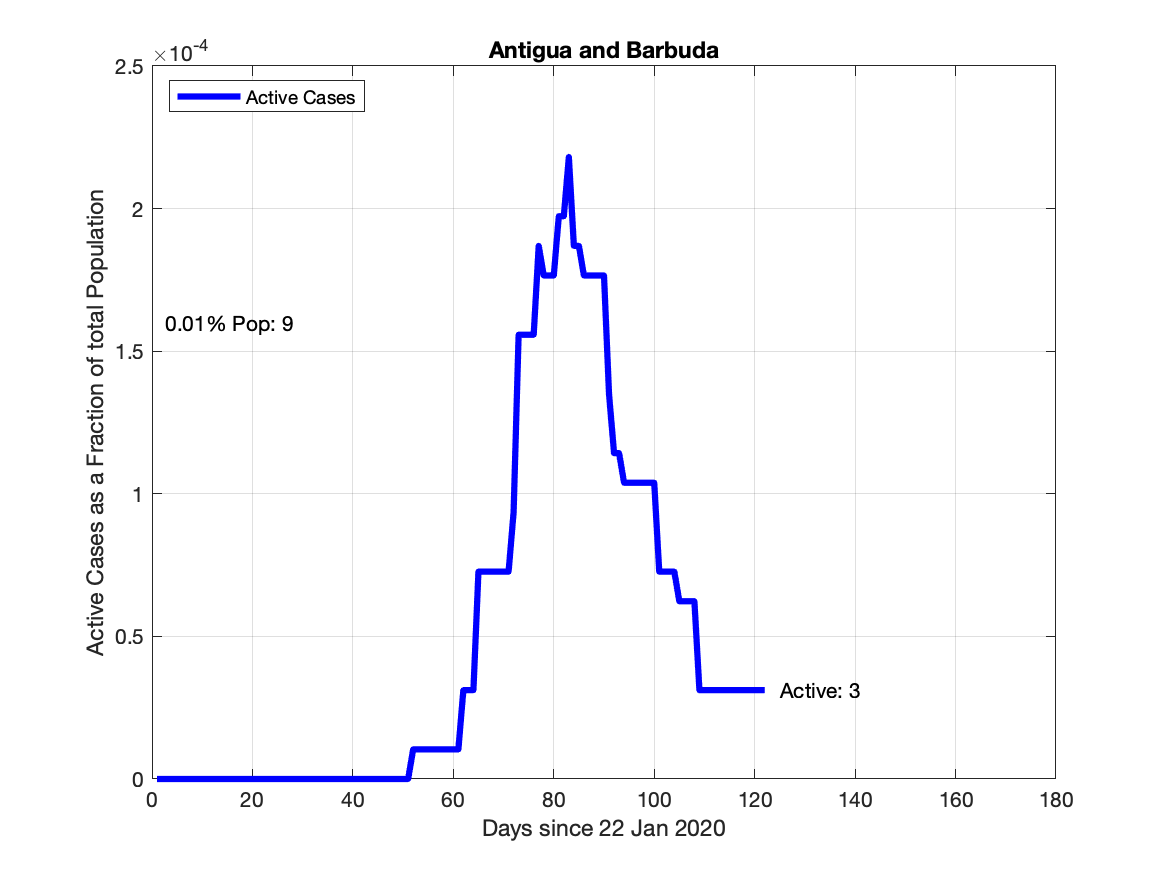 Antigua and Barbuda
×10-4
2.5
2
1.5
1
0.5
0
Active Cases
0.01% Pop: 9
Active: 3
Active Cases as a Fraction of total Population
0 20 40 60 80 100 120 140 160 180
Days since 22 Jan 2020